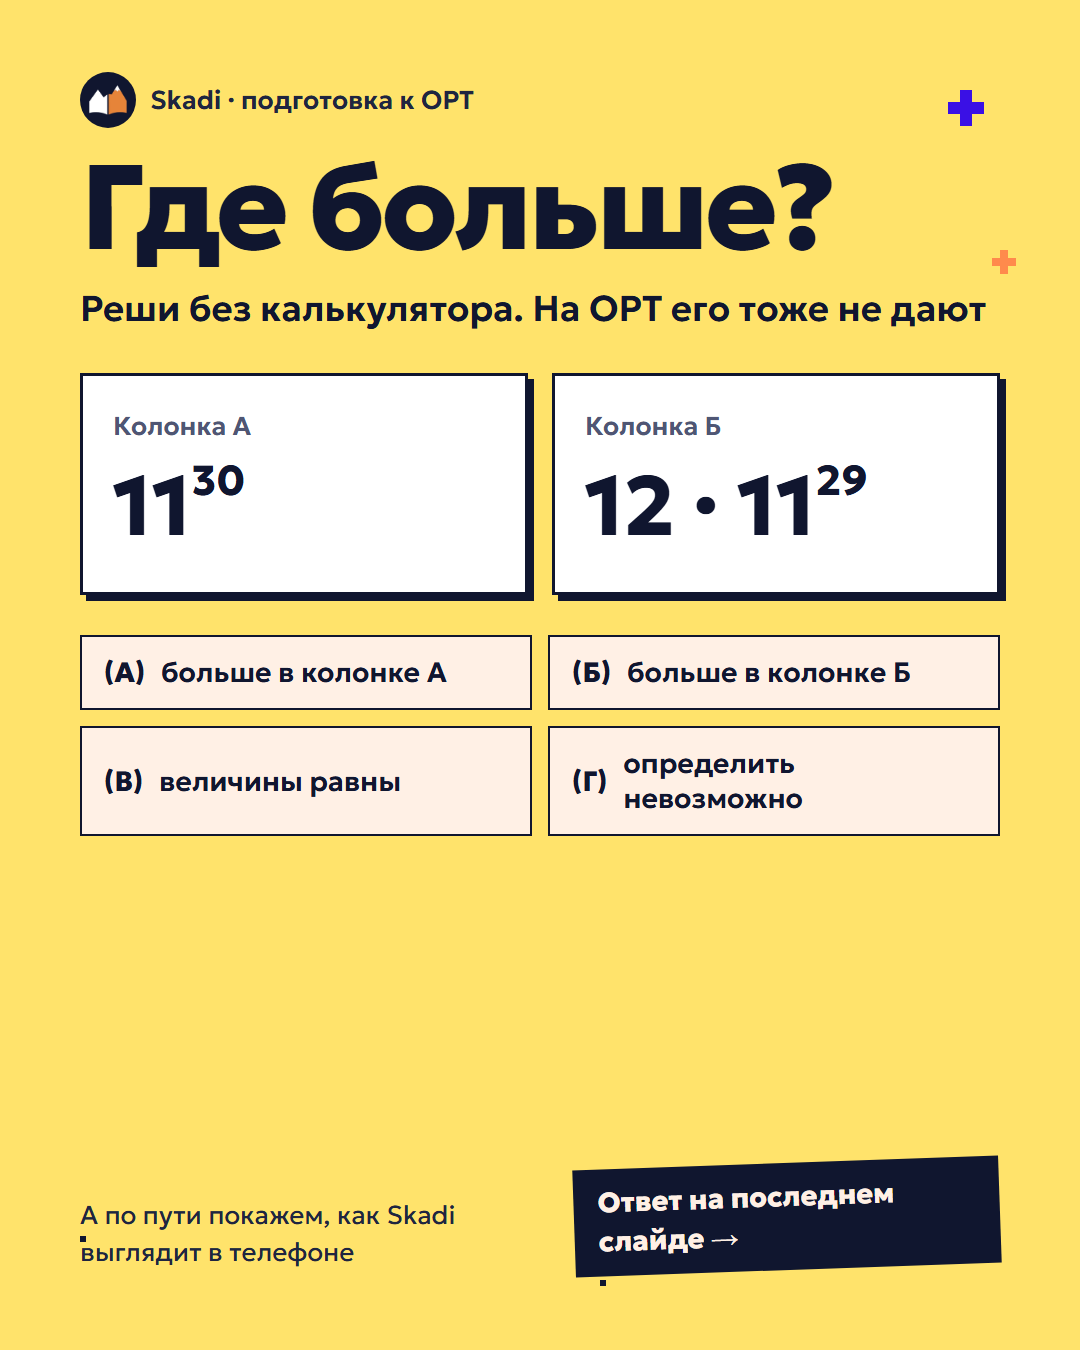 Skadi · подготовка к ОРТ
Где больше?
Реши без калькулятора. На ОРТ его тоже не дают
Колонка А
11³⁰
Колонка Б
12 · 11²⁹
(А) больше в колонке А
(Б) больше в колонке Б
(В) величины равны
(Г) определить
невозможно
А по пути покажем, как Skadi
выглядит в телефоне
Ответ на последнем
слайде →